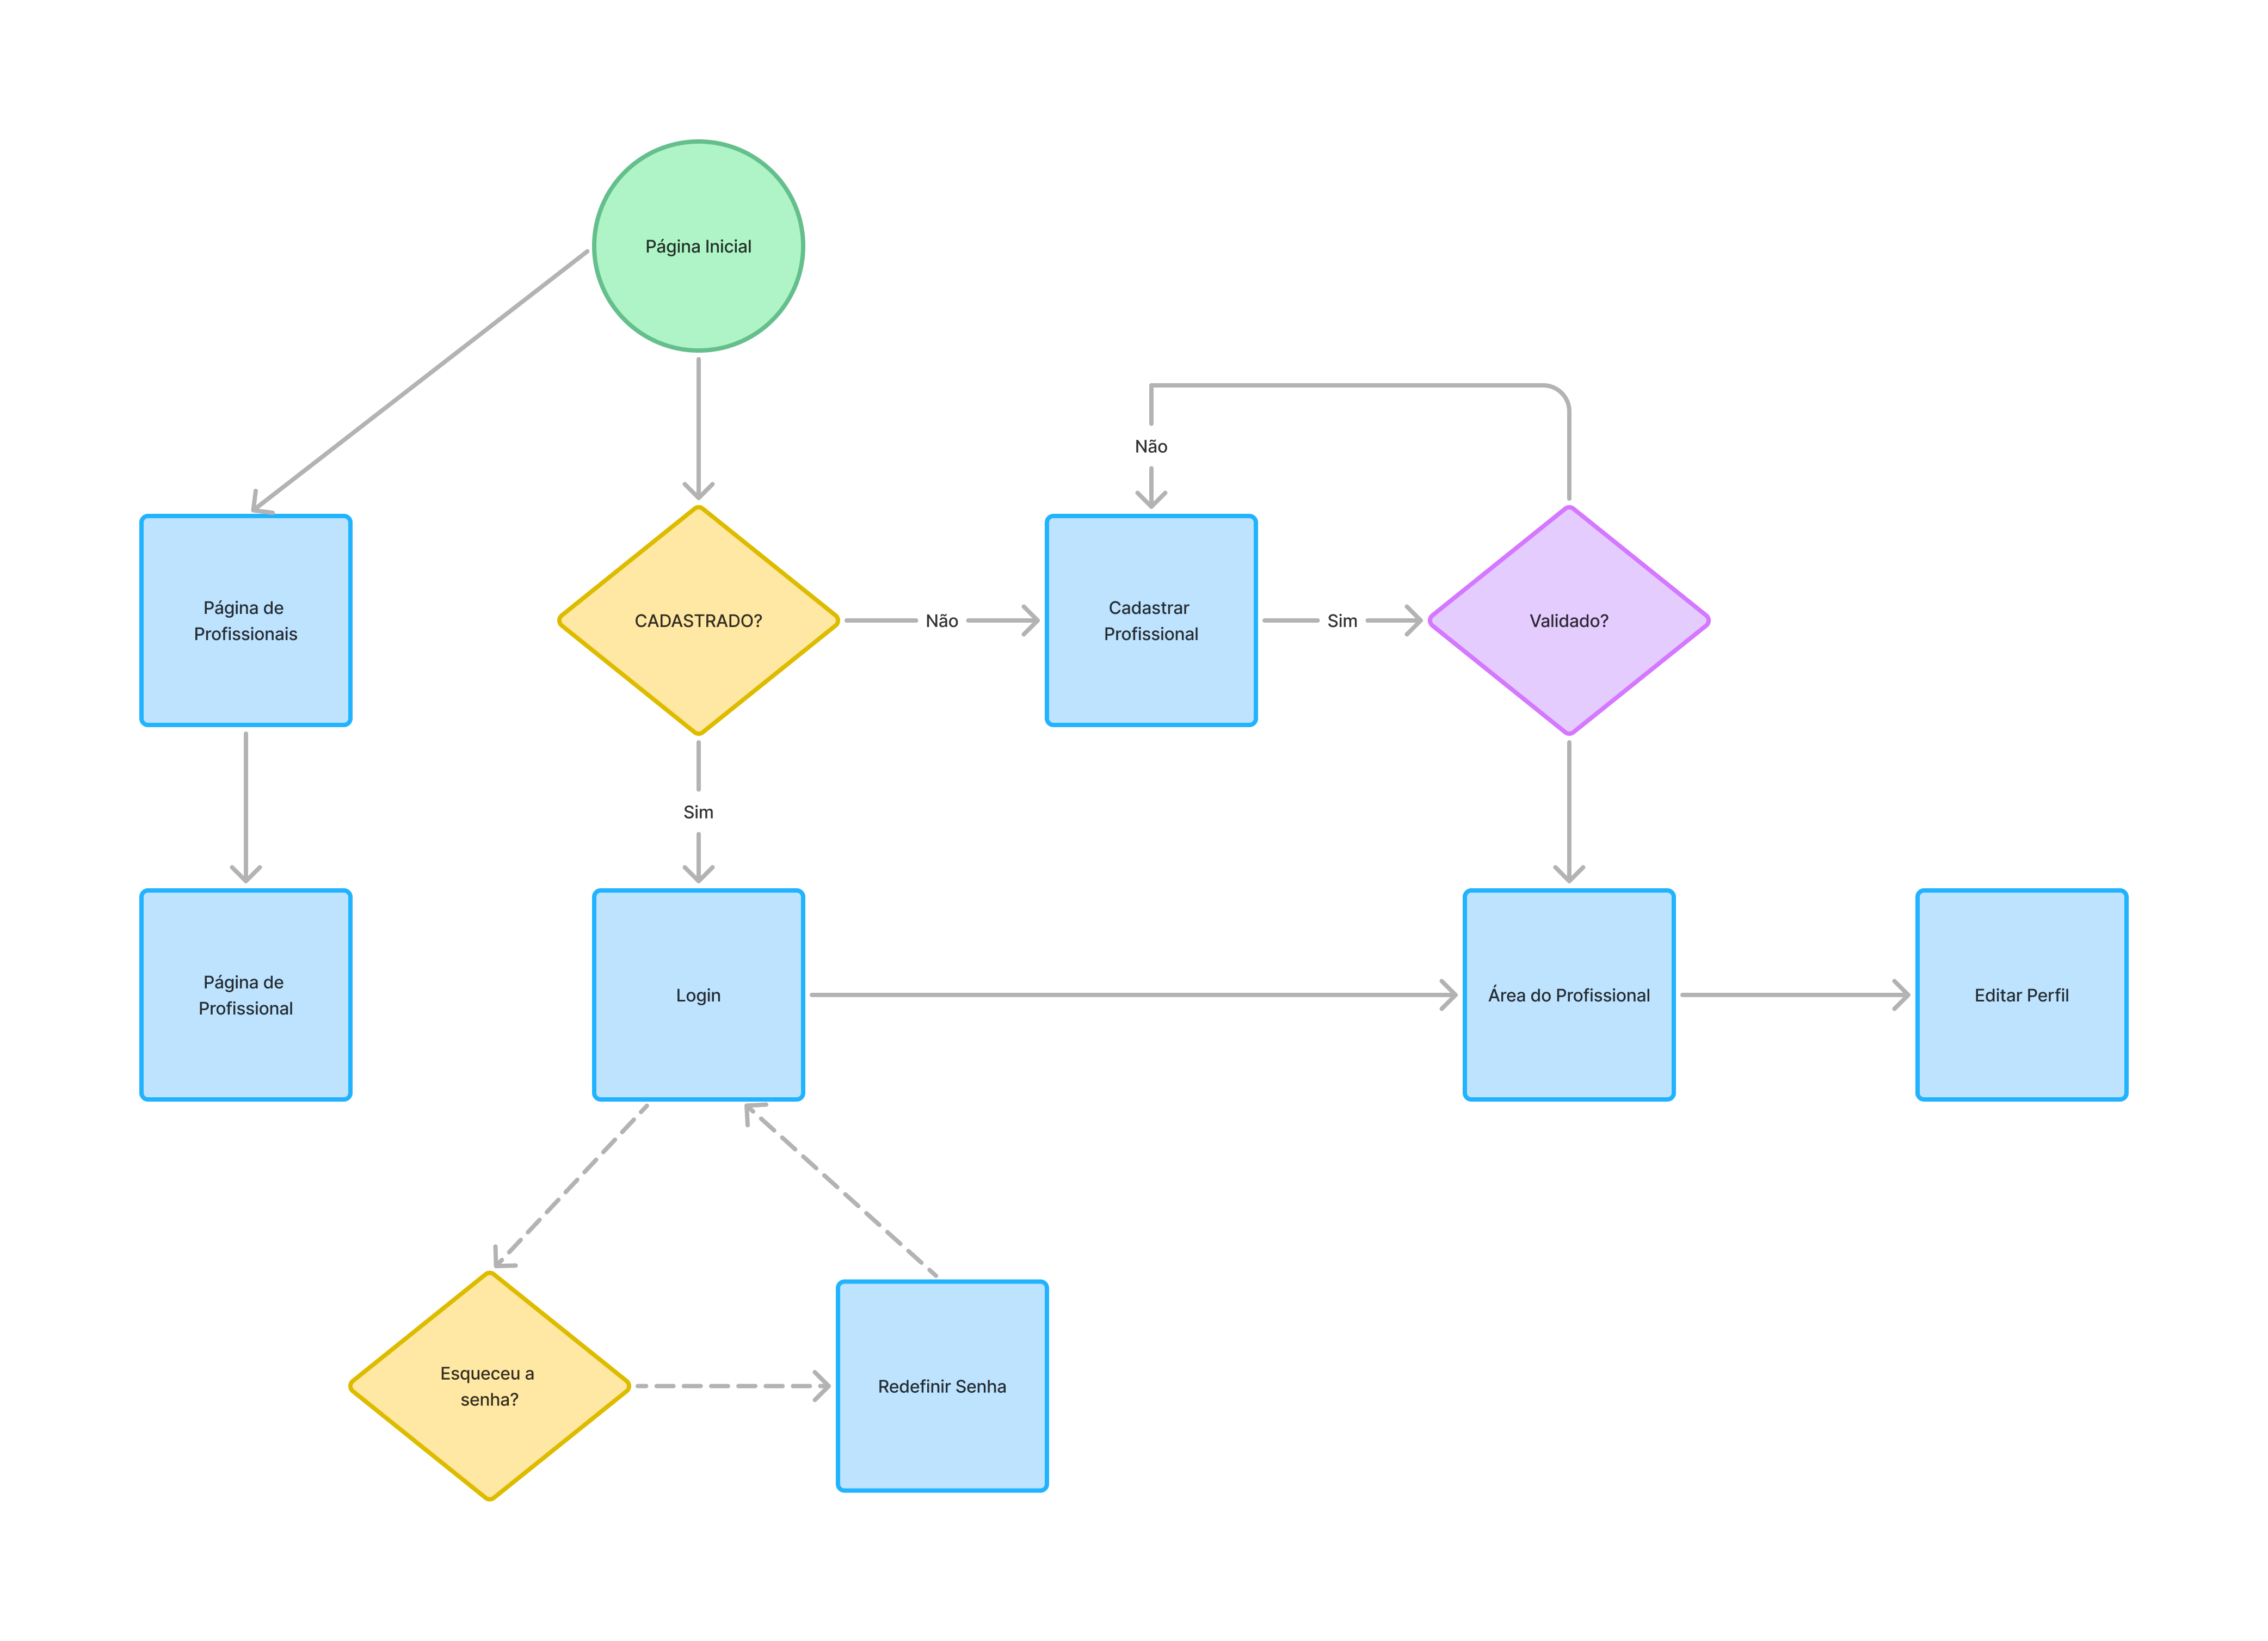 Página Inicial
Não
Página de
Profissionais
CADASTRADO?
Não
Cadastrar
Profissional
Sim
Validado?
Sim
Página de
Profissional
Login
Área do Profissional
Editar Perfil
Esqueceu a
senha?
Redefinir Senha